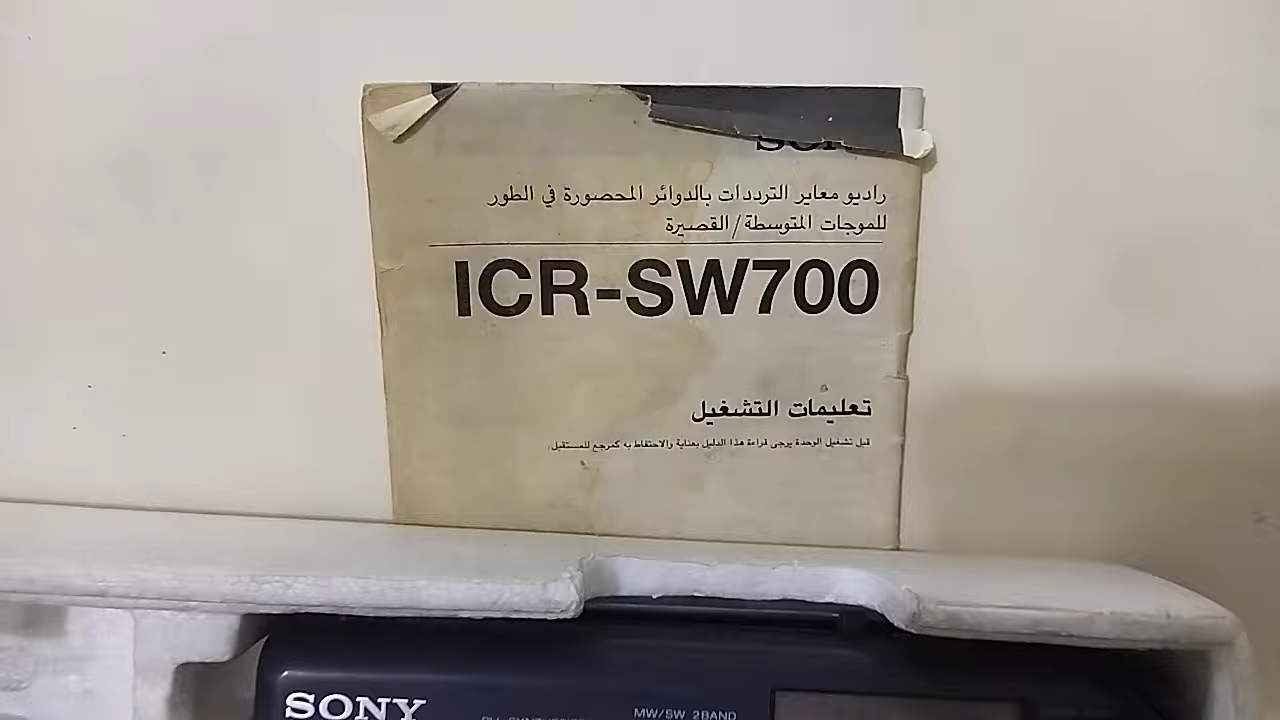 راديو معاير الترددات بالدوائر المحصورة في الطور
للموجات المتوسطة/القصيرة
ICR-SW700
تعليمات التشغيل
قبل تشغيل الوحدة يرجى قراءة هذا الدليل بعناية والاحتفاظ به كمرجع للمستقبل.
SONY
MW/SW 2BAND